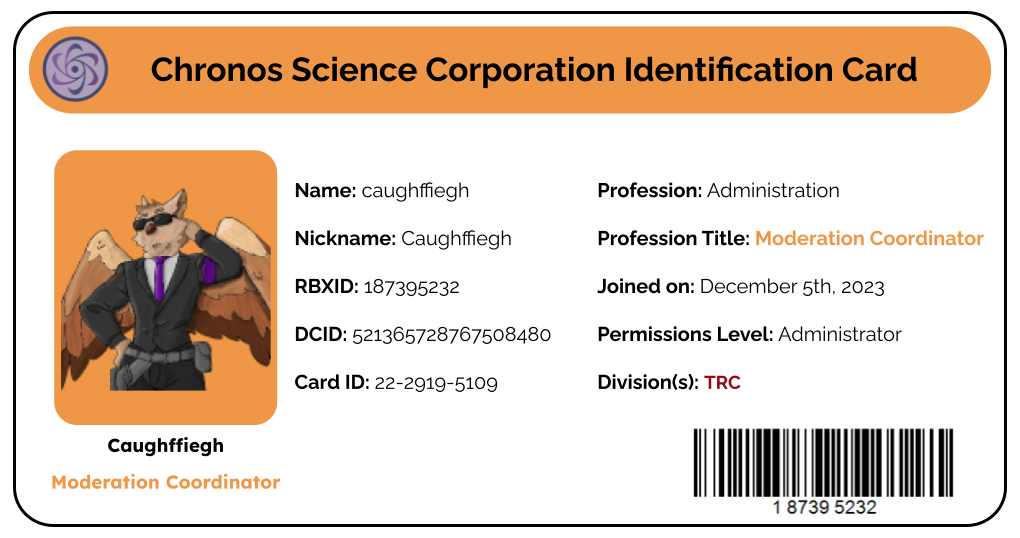 Chronos Science Corporation Identification Card
Name: caughffiegh
Nickname: Caughffiegh
RBXID: 187395232
DCID: 521365728767508480
Card ID: 22-2919-5109
Profession: Administration
Profession Title: Moderation Coordinator
Joined on: December 5th, 2023
Permissions Level: Administrator
Division(s): TRC
Caughffiegh
Moderation Coordinator
1 8739 5232